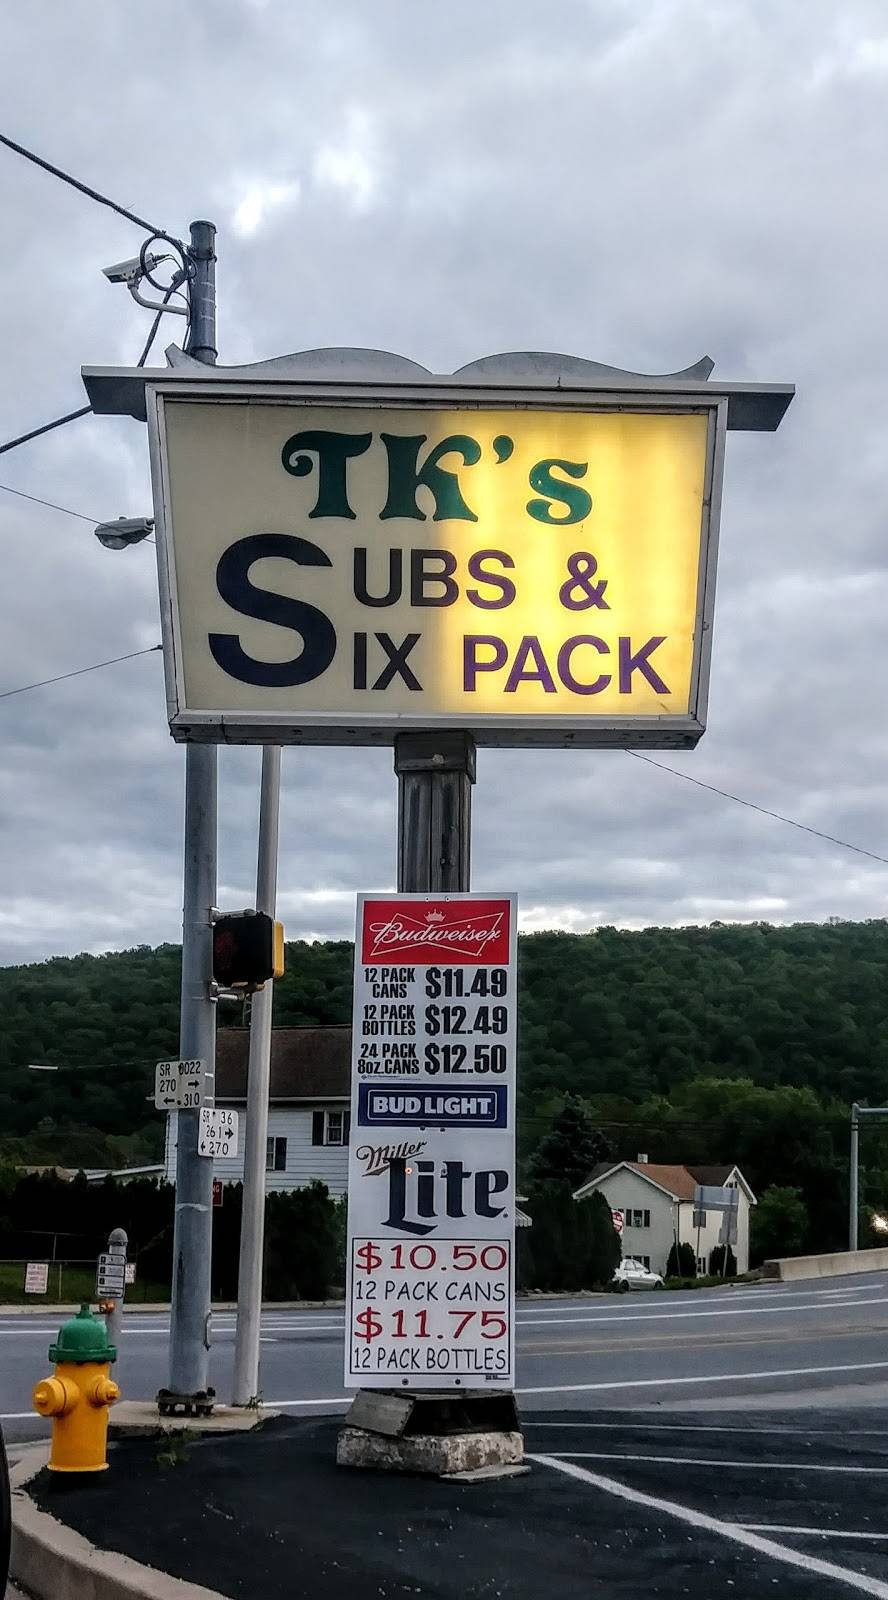 TK's
SUBS &
SIX PACK
Budweiser
12 PACK CANS $11.49
12 PACK BOTTLES $12.49
24 PACK 8oz. CANS $12.50
BUD LIGHT
Miller
Lite
$10.50
12 PACK CANS
$11.75
12 PACK BOTTLES
SR 0022
270 →
← 310
SR 36
261 →
← 270